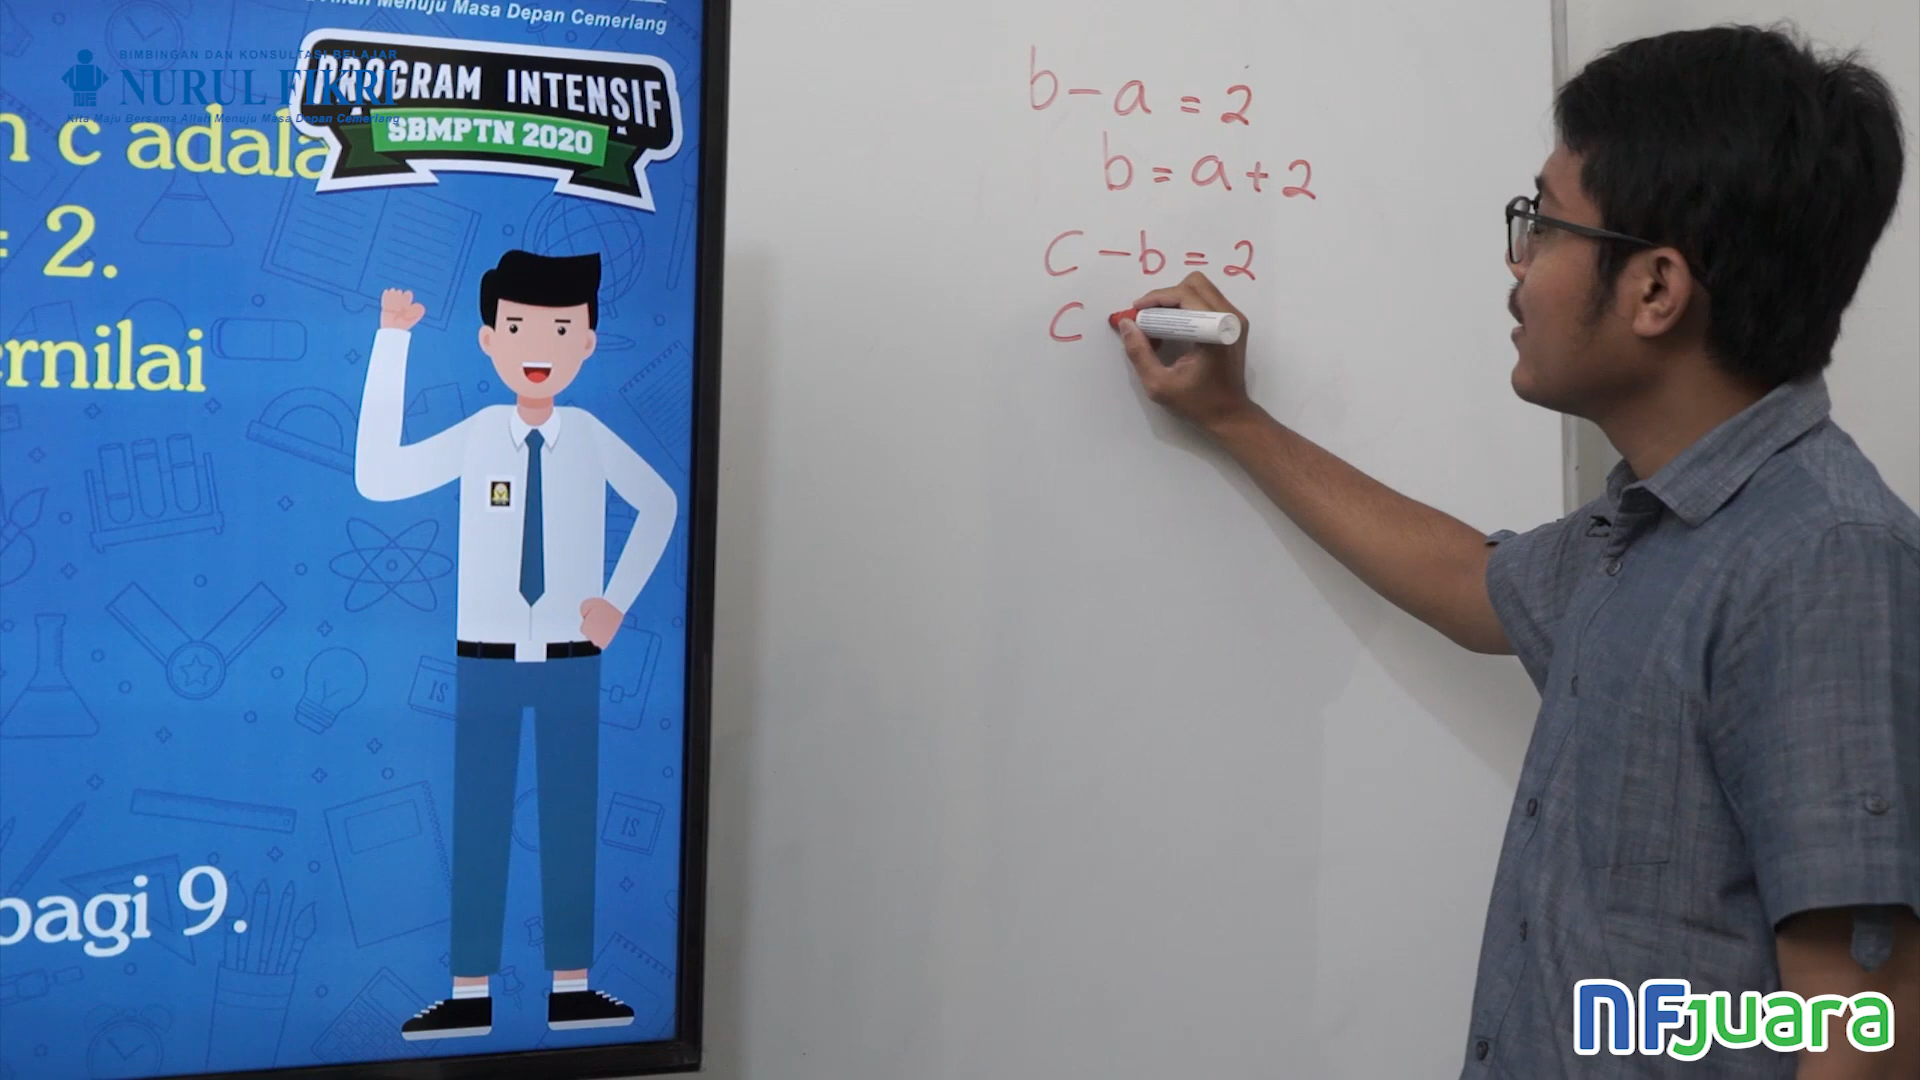 Allah Menuju Masa Depan Cemerlang
BIMBINGAN DAN KONSULTASI BELAJAR
NURUL FIKRI
Kita Maju Bersama Allah Menuju Masa Depan Cemerlang
PROGRAM INTENSIF
SBMPTN 2020
n c adala
= 2.
ernilai
bagi 9.
b - a = 2
b = a + 2
c - b = 2
c
NFjuara